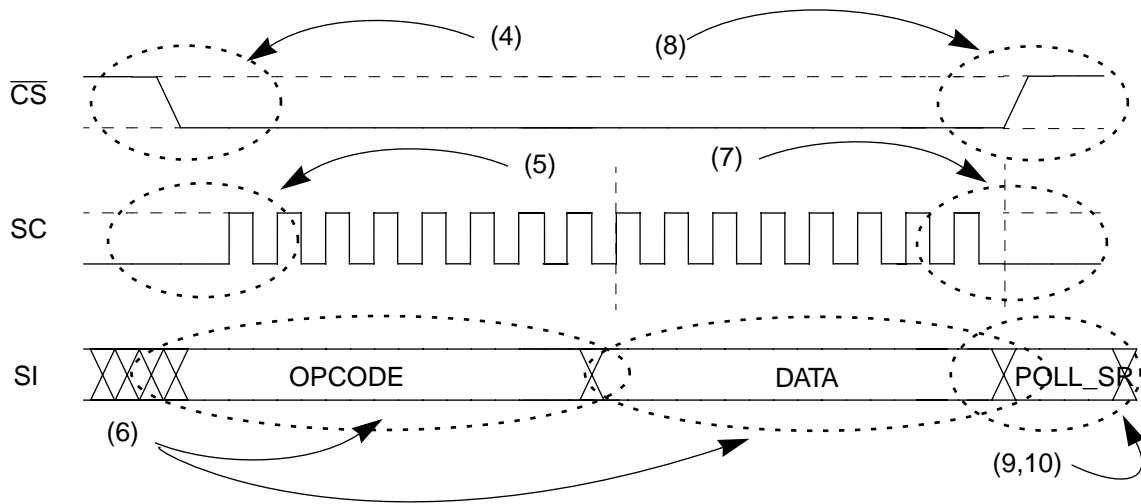 (4)
(8)
CS
(5)
(7)
SC
SI
OPCODE
DATA
POLL_SR
(6)
(9,10)